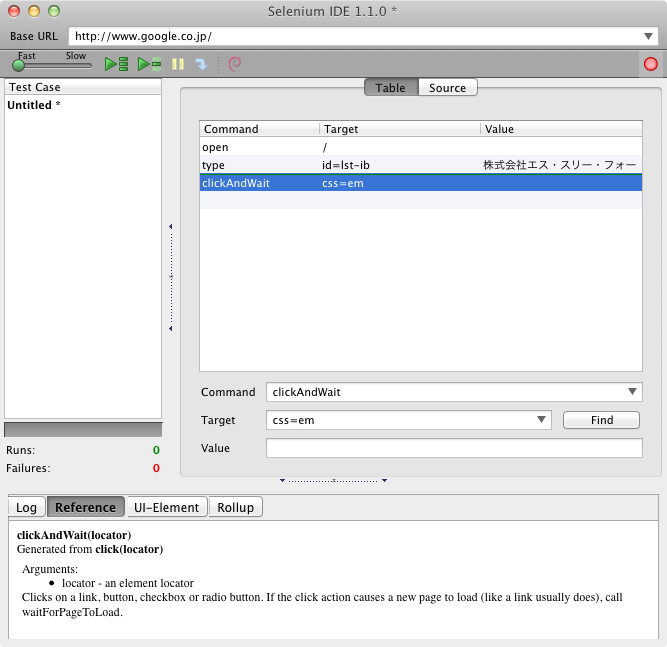 Selenium IDE 1.1.0 *
Base URL http://www.google.co.jp/
Fast Slow
Test Case
Untitled *
Table Source
Command Target Value
open /
type id=lst-ib 株式会社エス・スリー・フォー
clickAndWait css=em
Command clickAndWait
Target css=em Find
Value
Runs: 0
Failures: 0
Log Reference UI-Element Rollup
clickAndWait(locator)
Generated from click(locator)
Arguments:
• locator - an element locator
Clicks on a link, button, checkbox or radio button. If the click action causes a new page to load (like a link usually does), call
waitForPageToLoad.